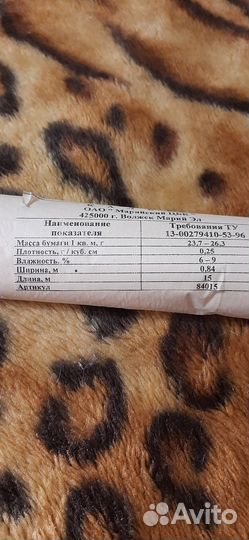 ОАО "Марийский ЦБК"
425000 г. Волжск Марий Эл
Наименование показателя Требования ТУ 13-00279410-53-96
Масса бумаги 1 кв. м, г 23,7 - 26,3
Плотность, г/куб. см 0,25
Влажность, % 6 - 9
Ширина, м 0,84
Длина, м 15
Артикул 84015
Avito